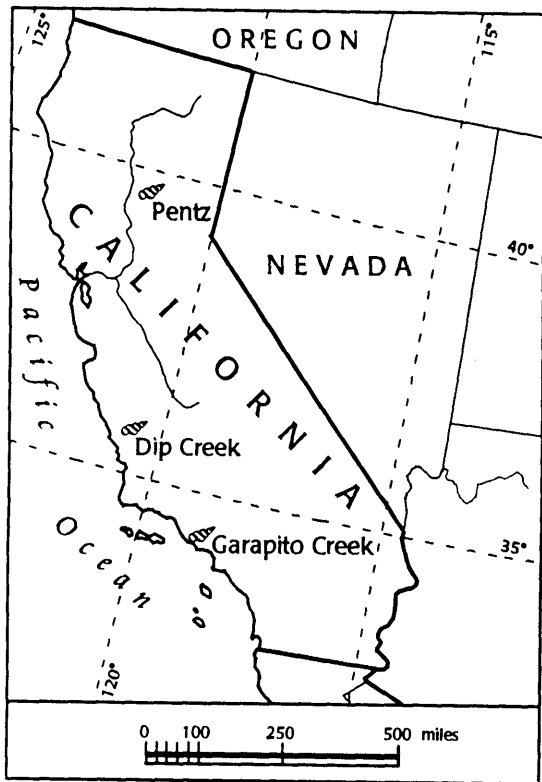 125°
OREGON
115°
Pentz
CALIFORNIA
40°
NEVADA
Pacific
Dip Creek
Garapito Creek
35°
Ocean
120°
0 100 250 500 miles